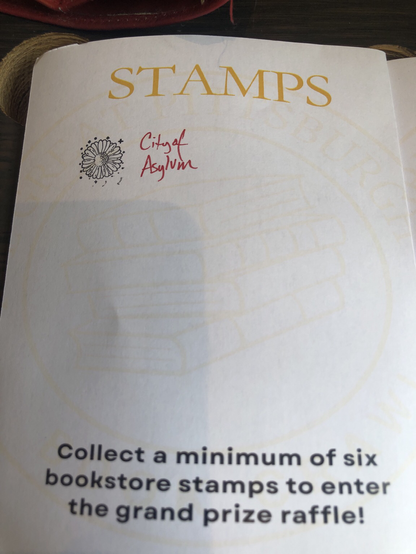 STAMPS
City of
Asylum
Collect a minimum of six
bookstore stamps to enter
the grand prize raffle!